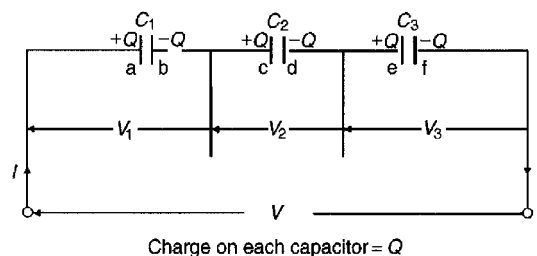 C1 C2 C3
+Q –Q +Q –Q +Q –Q
a b c d e f
V1 V2 V3
I
V
Charge on each capacitor = Q